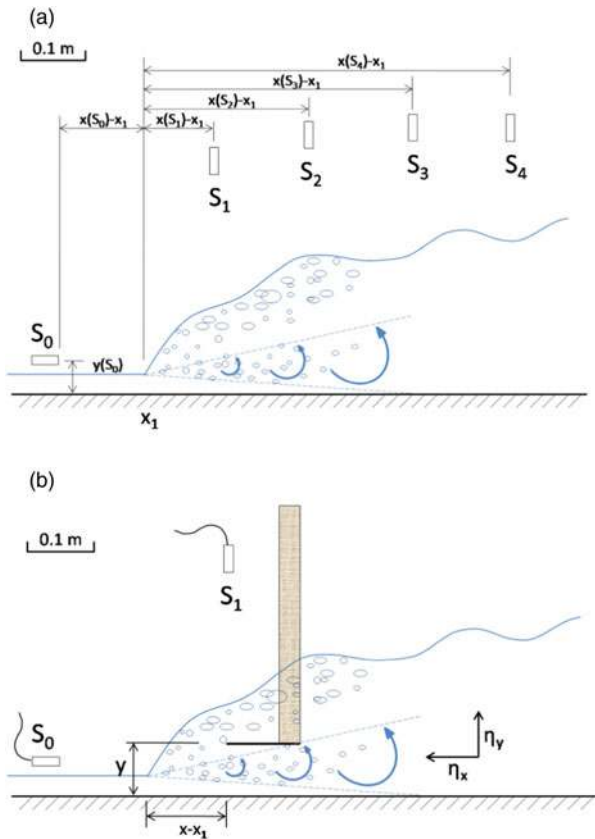 (a)
0.1 m
x(S₄)-x₁
x(S₃)-x₁
x(S₂)-x₁
x(S₀)-x₁ x(S₁)-x₁
S₁ S₂ S₃ S₄
S₀
y(S₀)
x₁
(b)
0.1 m
S₁
S₀
y
ηy
ηx
x-x₁